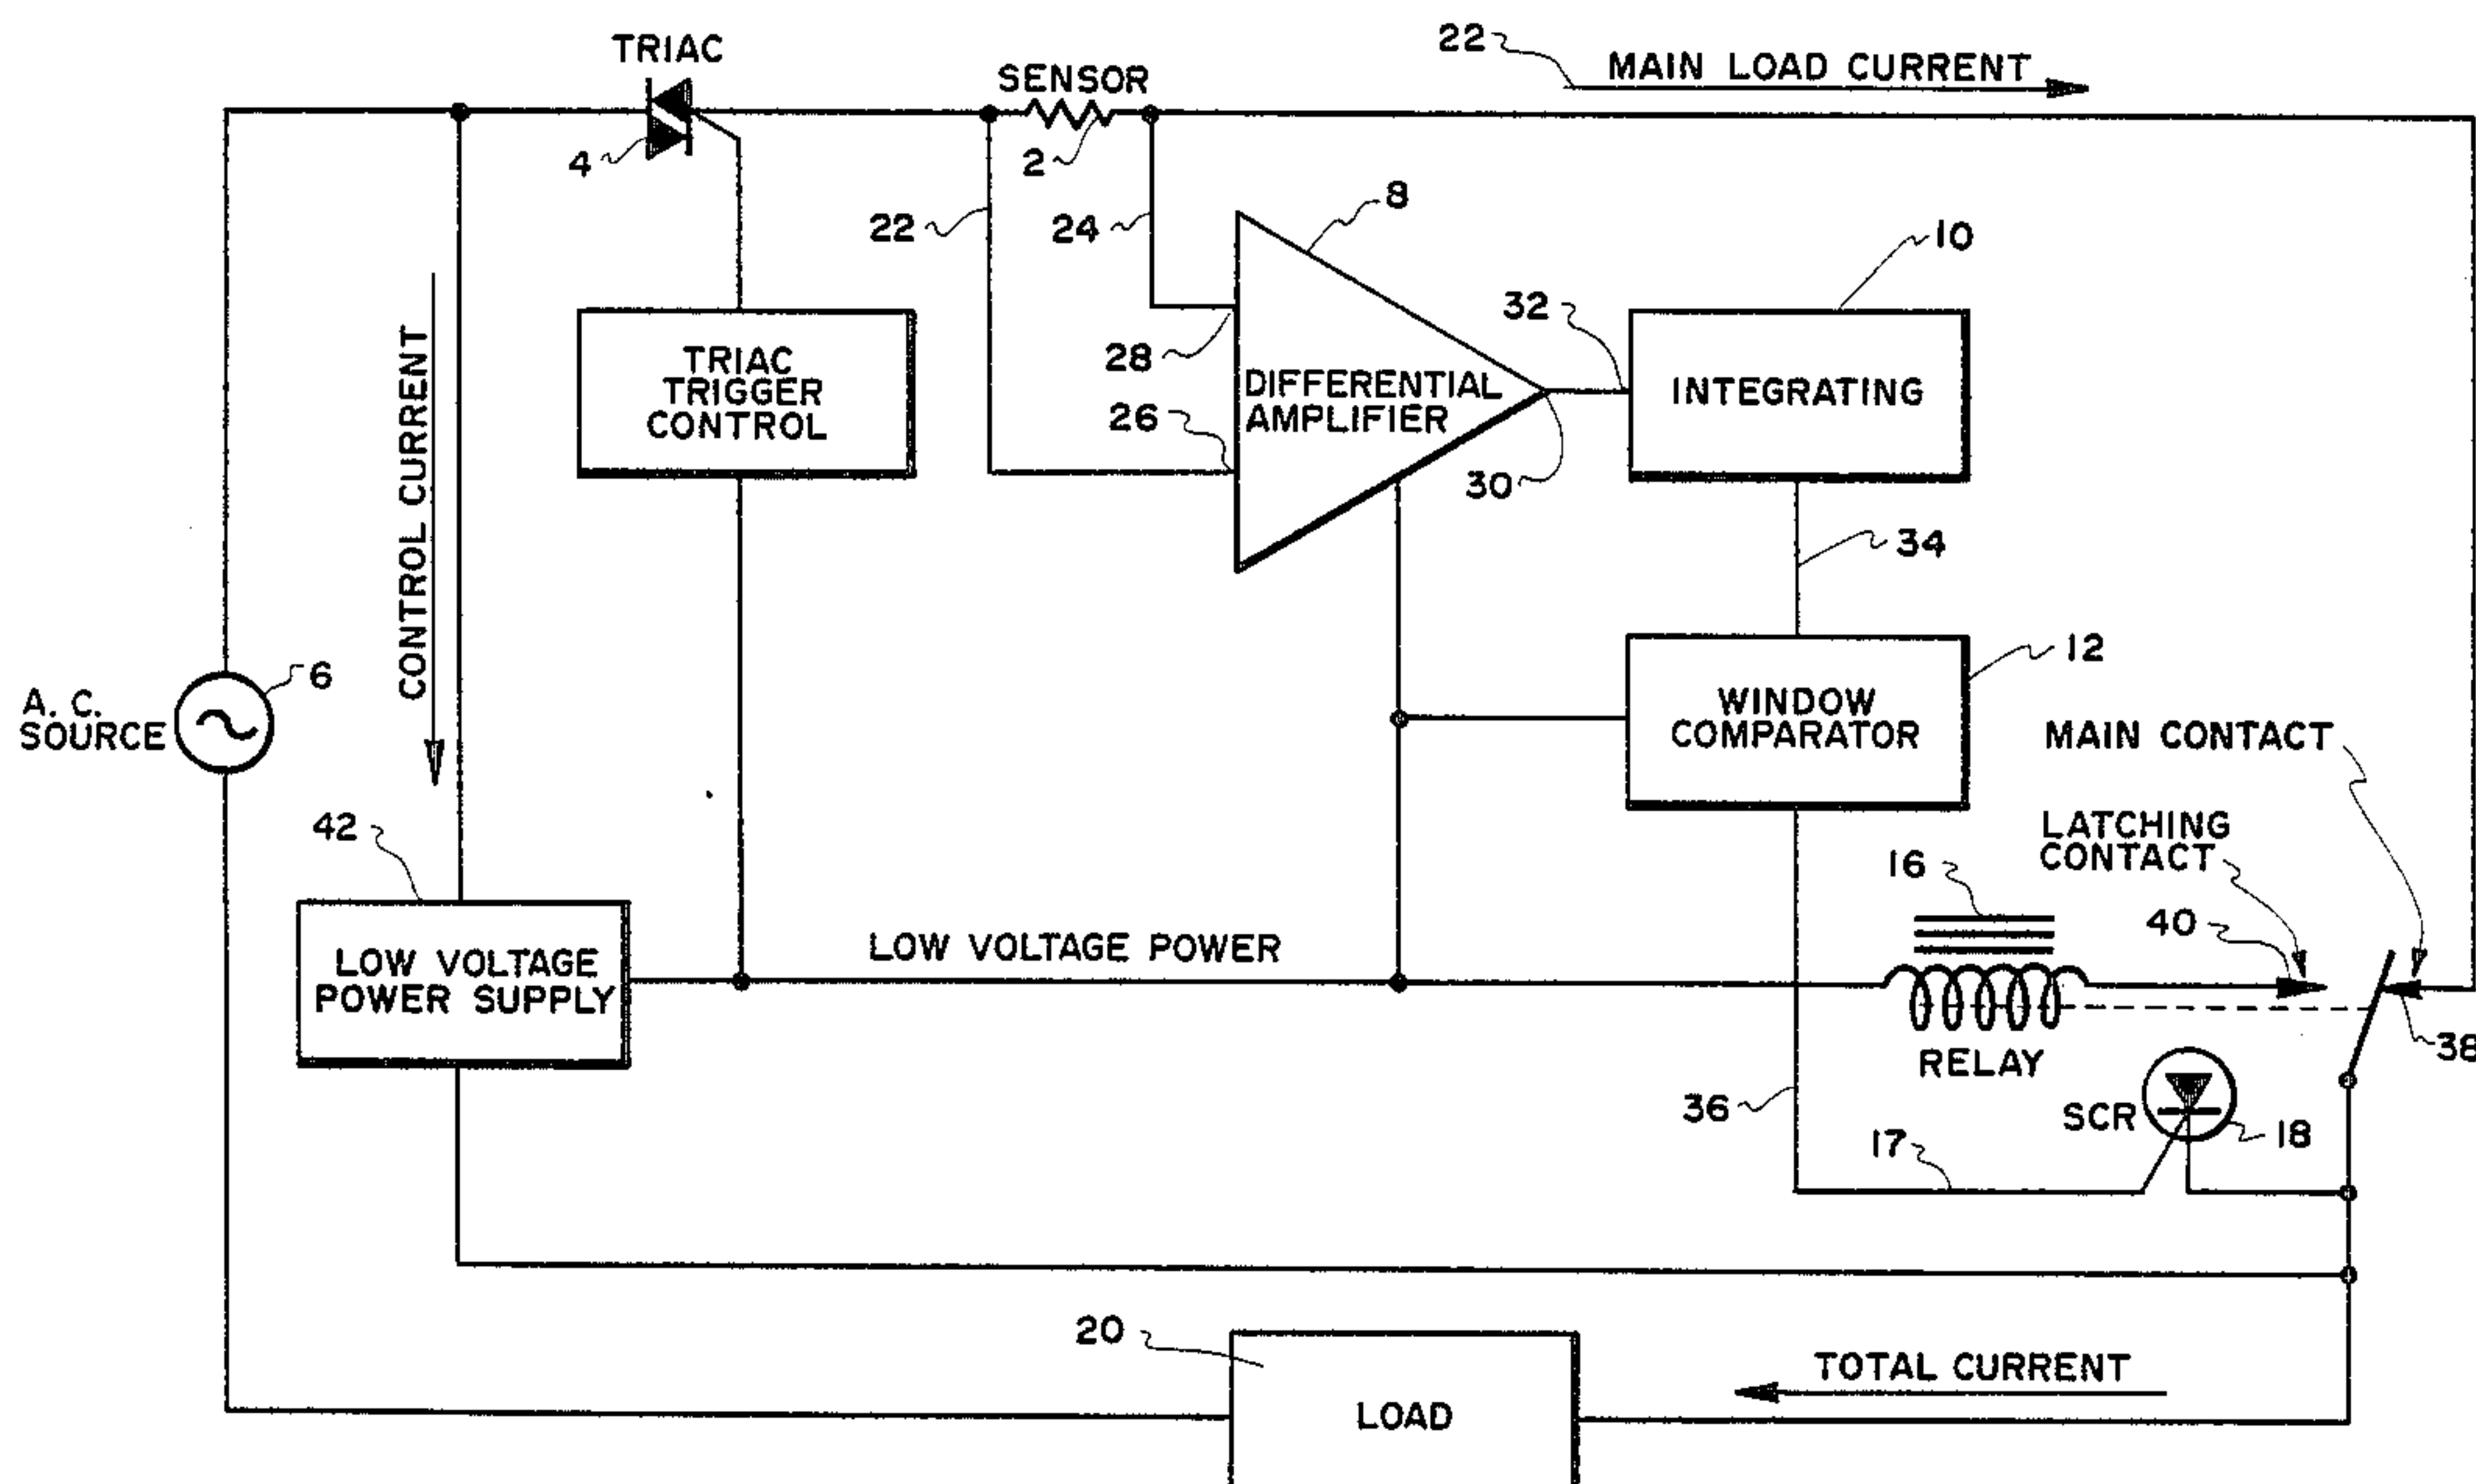 TRIAC
4
SENSOR
2
22
MAIN LOAD CURRENT
22
24
8
10
28
26
DIFFERENTIAL
AMPLIFIER
30
32
INTEGRATING
34
TRIAC
TRIGGER
CONTROL
CONTROL CURRENT
6
A. C.
SOURCE
12
WINDOW
COMPARATOR
MAIN CONTACT
LATCHING
CONTACT
42
LOW VOLTAGE
POWER SUPPLY
LOW VOLTAGE POWER
16
40
38
RELAY
36
SCR
18
17
20
LOAD
TOTAL CURRENT